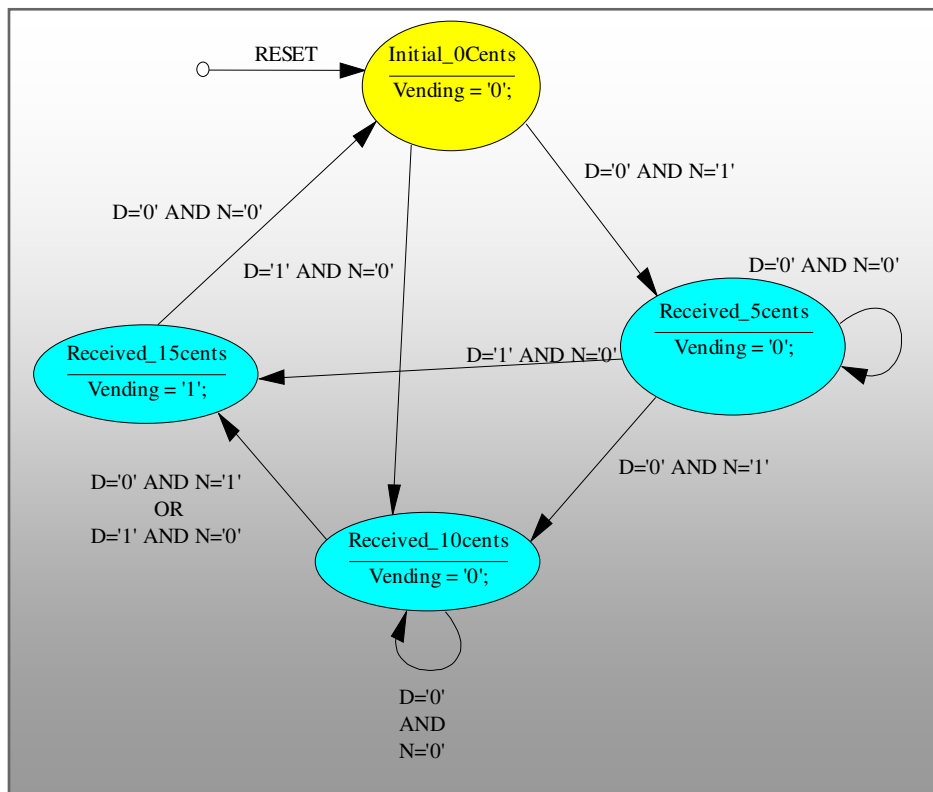 RESET
Initial_0Cents
Vending = '0';
D='0' AND N='1'
D='0' AND N='0'
D='1' AND N='0'
D='0' AND N='0'
Received_5cents
Vending = '0';
Received_15cents
Vending = '1';
D='1' AND N='0'
D='0' AND N='1'
D='0' AND N='1'
OR
D='1' AND N='0'
Received_10cents
Vending = '0';
D='0'
AND
N='0'